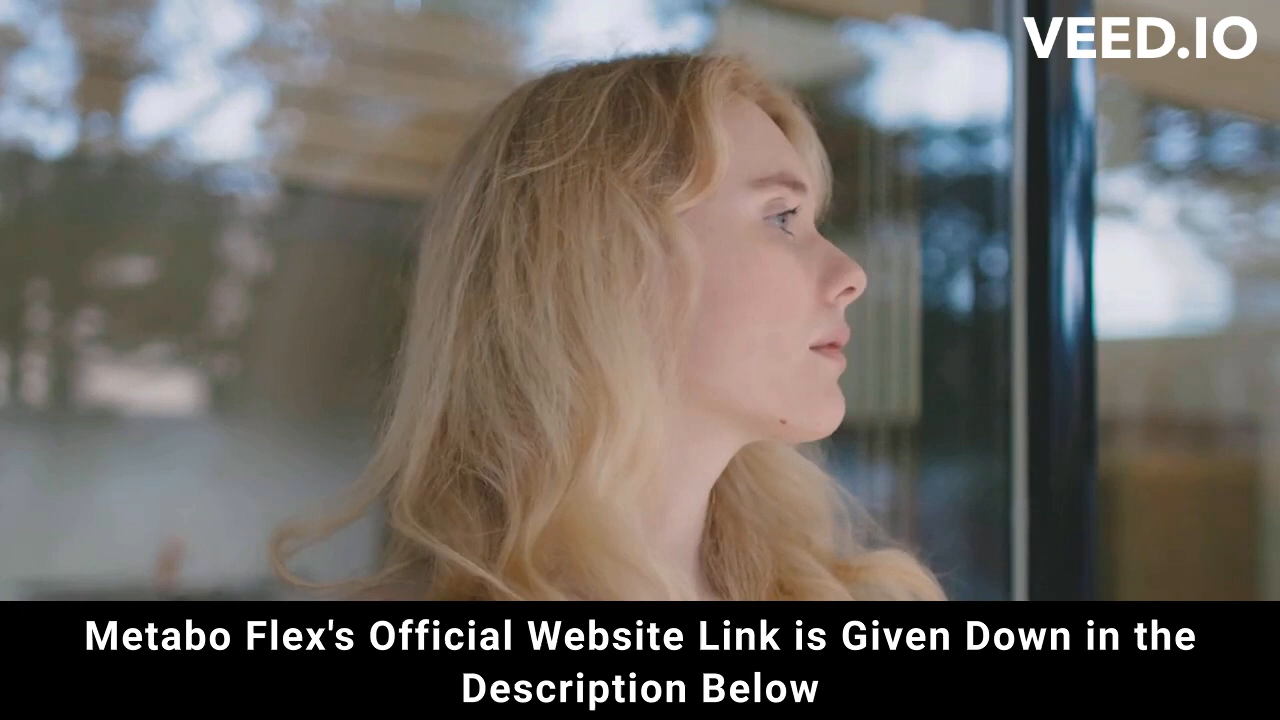 VEED.IO
Metabo Flex's Official Website Link is Given Down in the
Description Below